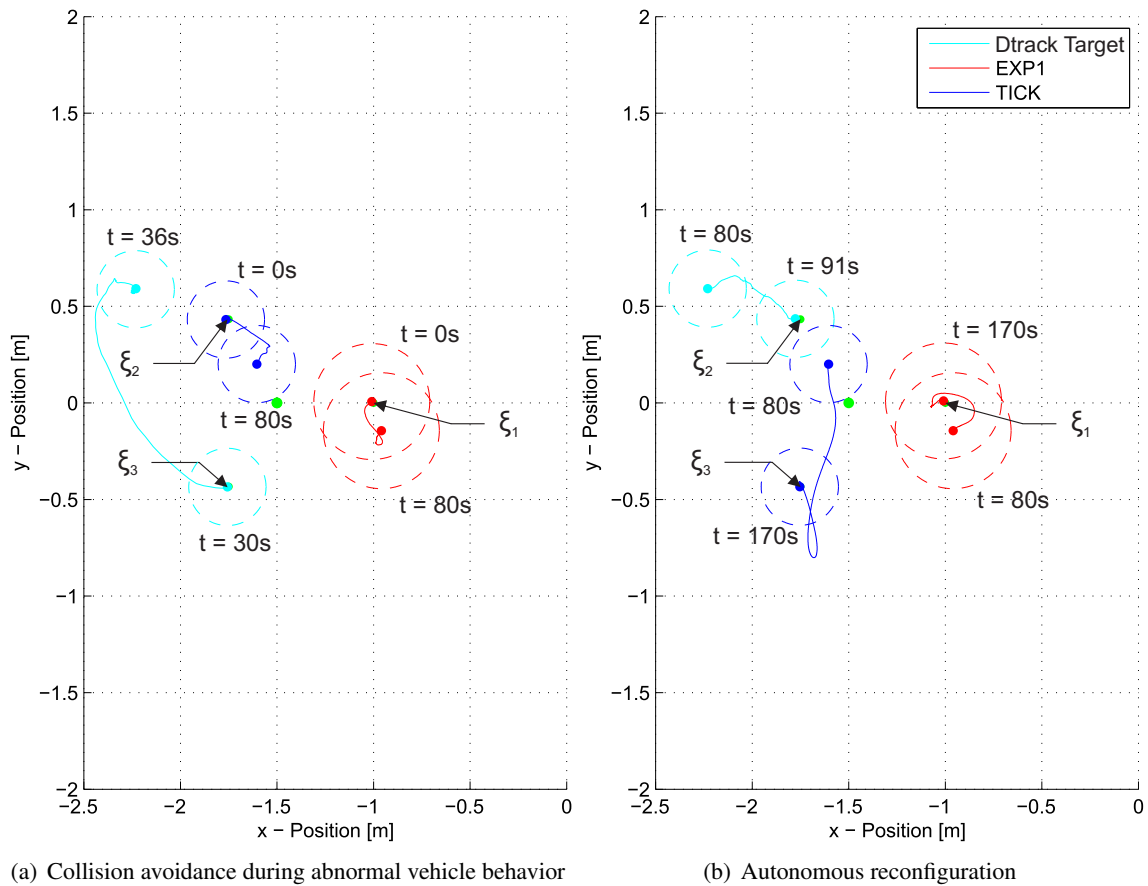 2
1.5
1
0.5
0
−0.5
−1
−1.5
−2
y − Position [m]
−2.5
−2
−1.5
−1
−0.5
0
x − Position [m]
t = 36s
t = 0s
t = 0s
ξ2
t = 80s
ξ1
ξ3
t = 80s
t = 30s
(a) Collision avoidance during abnormal vehicle behavior
2
1.5
1
0.5
0
−0.5
−1
−1.5
−2
y − Position [m]
−2.5
−2
−1.5
−1
−0.5
0
x − Position [m]
Dtrack Target
EXP1
TICK
t = 80s
t = 91s
t = 170s
ξ2
t = 80s
ξ1
ξ3
t = 80s
t = 170s
(b) Autonomous reconfiguration